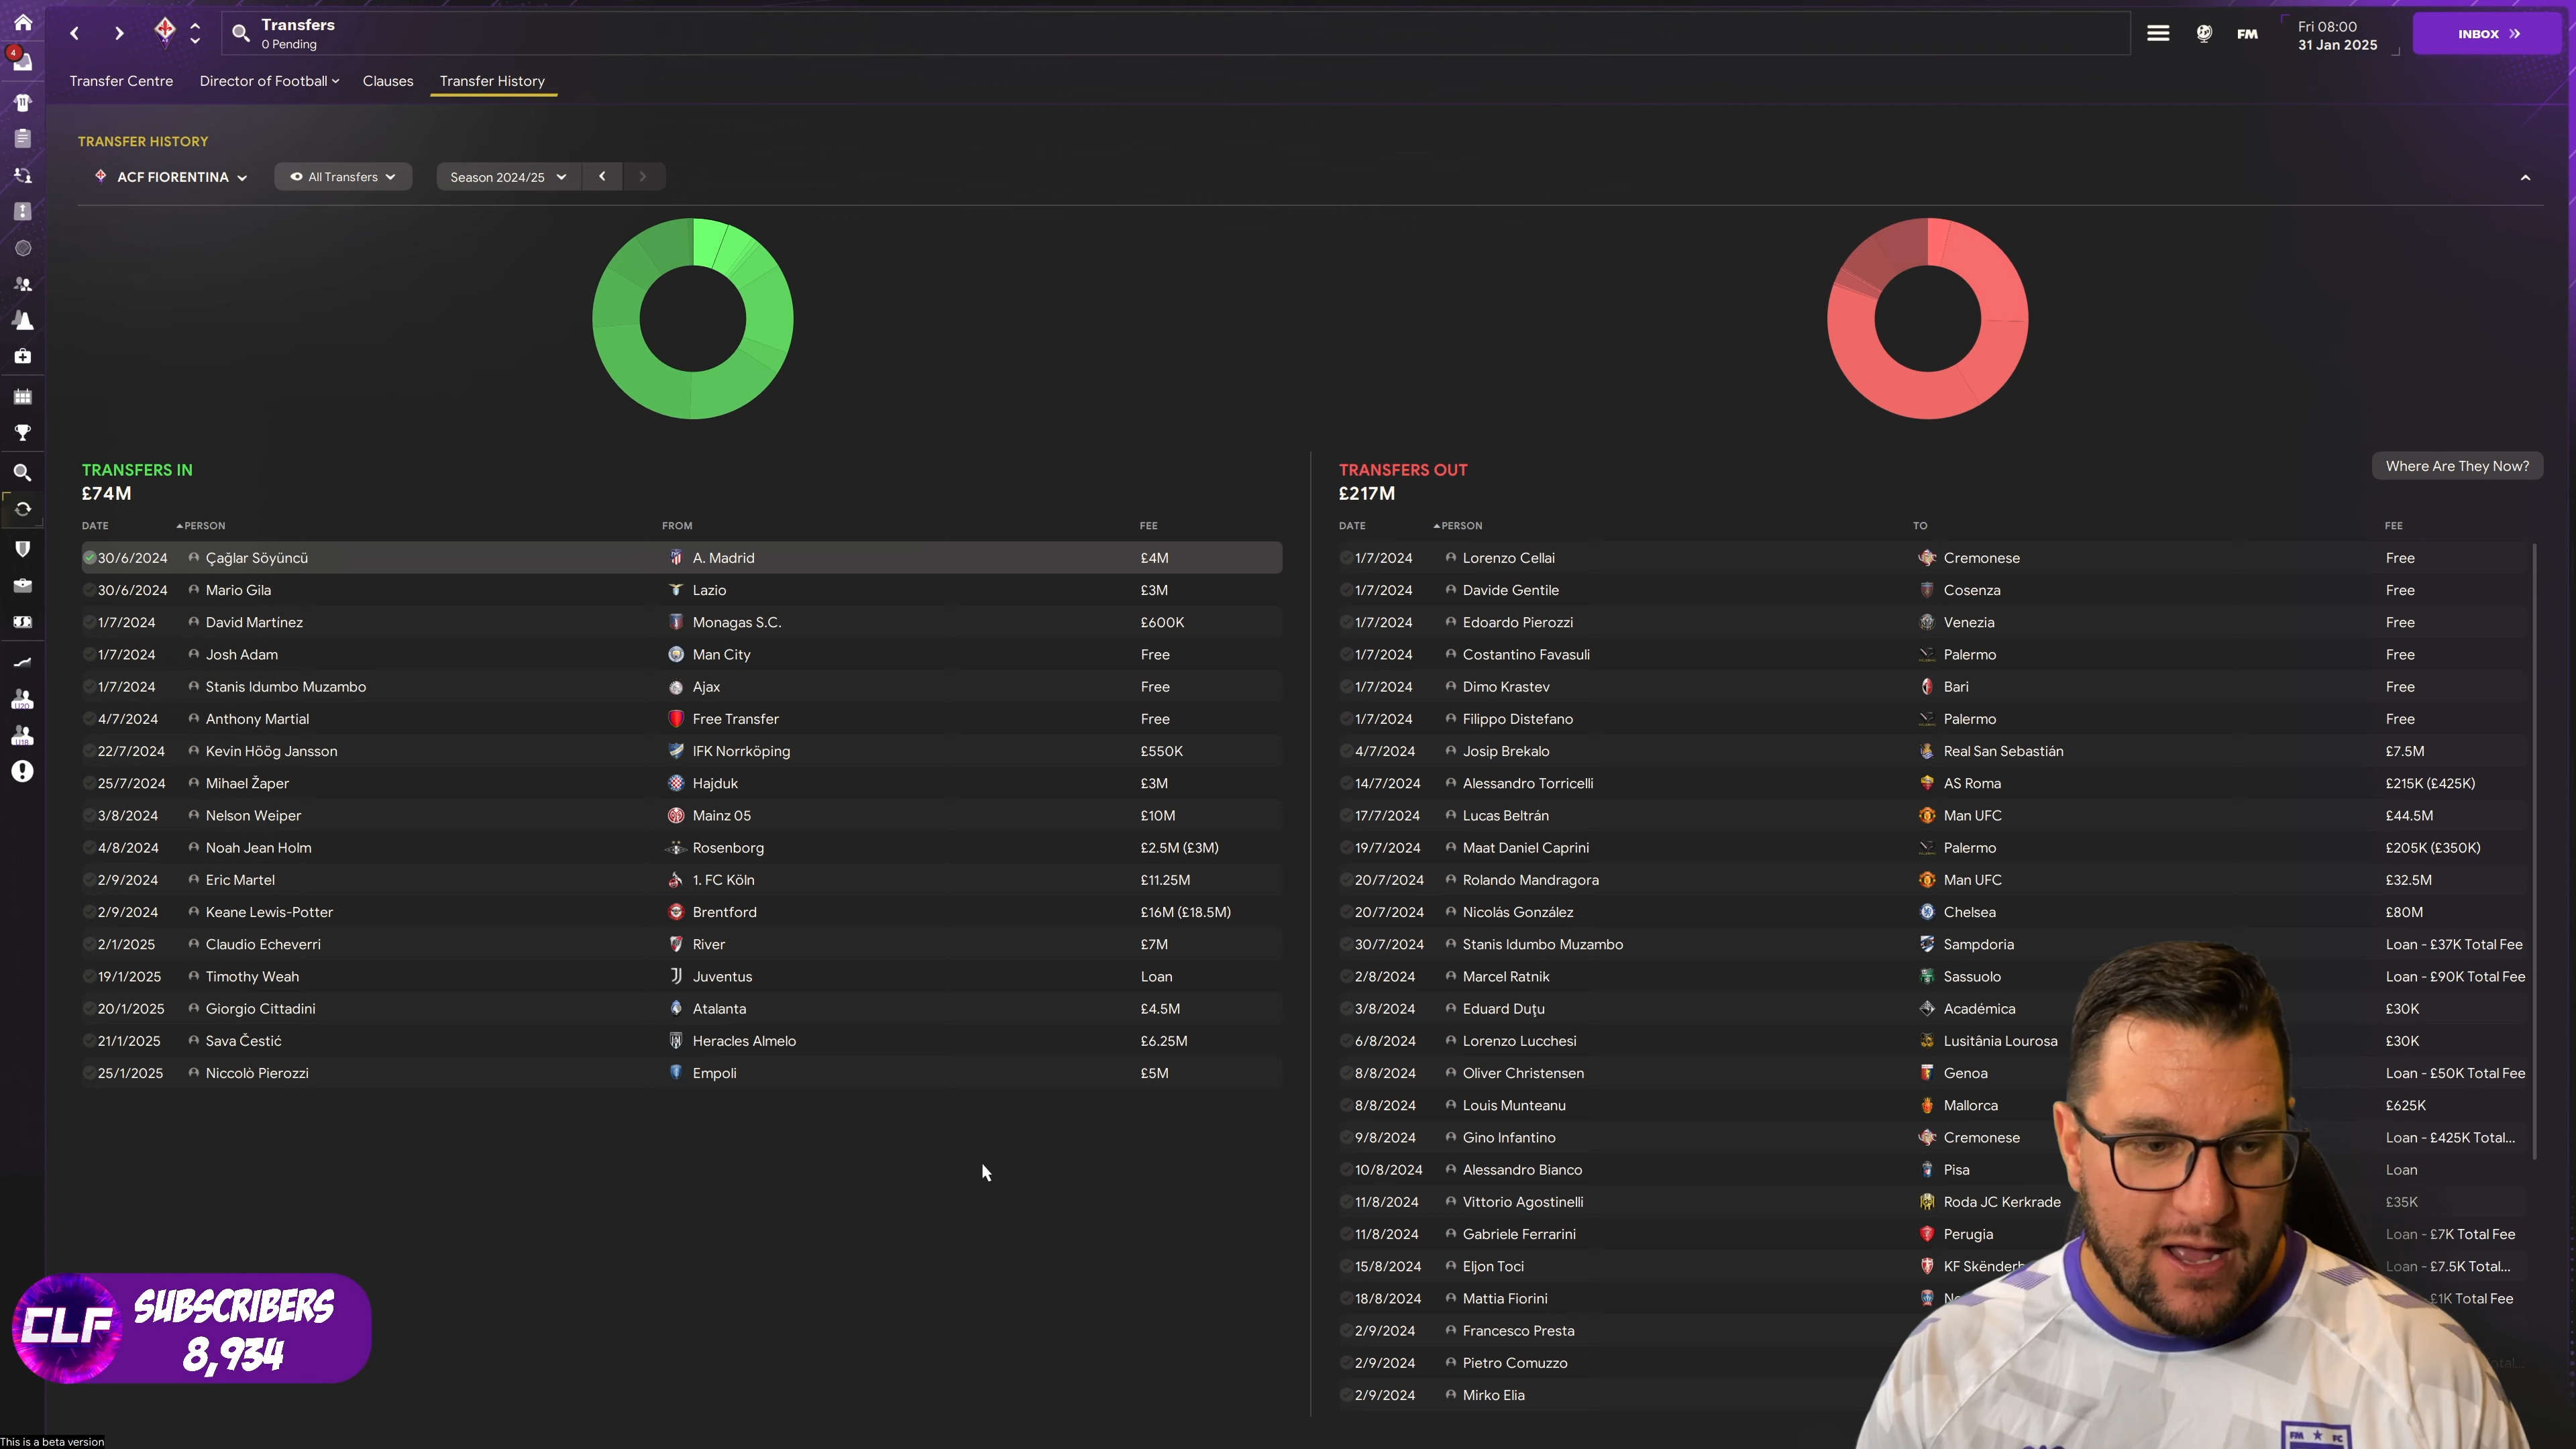 Transfers
0 Pending
FM
Fri 08:00
31 Jan 2025
INBOX
4
Transfer Centre
Director of Football
Clauses
Transfer History
TRANSFER HISTORY
ACF FIORENTINA
All Transfers
Season 2024/25
TRANSFERS IN
£74M
DATE PERSON FROM FEE
30/6/2024 Çağlar Söyüncü A. Madrid £4M
30/6/2024 Mario Gila Lazio £3M
1/7/2024 David Martínez Monagas S.C. £600K
1/7/2024 Josh Adam Man City Free
1/7/2024 Stanis Idumbo Muzambo Ajax Free
4/7/2024 Anthony Martial Free Transfer Free
22/7/2024 Kevin Höög Jansson IFK Norrköping £550K
25/7/2024 Mihael Žaper Hajduk £3M
3/8/2024 Nelson Weiper Mainz 05 £10M
4/8/2024 Noah Jean Holm Rosenborg £2.5M (£3M)
2/9/2024 Eric Martel 1. FC Köln £11.25M
2/9/2024 Keane Lewis-Potter Brentford £16M (£18.5M)
2/1/2025 Claudio Echeverri River £7M
19/1/2025 Timothy Weah Juventus Loan
20/1/2025 Giorgio Cittadini Atalanta £4.5M
21/1/2025 Sava Čestić Heracles Almelo £6.25M
25/1/2025 Niccolò Pierozzi Empoli £5M
TRANSFERS OUT
£217M
Where Are They Now?
DATE PERSON TO FEE
1/7/2024 Lorenzo Cellai Cremonese Free
1/7/2024 Davide Gentile Cosenza Free
1/7/2024 Edoardo Pierozzi Venezia Free
1/7/2024 Costantino Favasuli Palermo Free
1/7/2024 Dimo Krastev Bari Free
1/7/2024 Filippo Distefano Palermo Free
4/7/2024 Josip Brekalo Real San Sebastián £7.5M
14/7/2024 Alessandro Torricelli AS Roma £215K (£425K)
17/7/2024 Lucas Beltrán Man UFC £44.5M
19/7/2024 Maat Daniel Caprini Palermo £205K (£350K)
20/7/2024 Rolando Mandragora Man UFC £32.5M
20/7/2024 Nicolás González Chelsea £80M
30/7/2024 Stanis Idumbo Muzambo Sampdoria Loan - £37K Total Fee
2/8/2024 Marcel Ratnik Sassuolo Loan - £90K Total Fee
3/8/2024 Eduard Duţu Académica £30K
6/8/2024 Lorenzo Lucchesi Lusitânia Lourosa £30K
8/8/2024 Oliver Christensen Genoa Loan - £50K Total Fee
8/8/2024 Louis Munteanu Mallorca £625K
9/8/2024 Gino Infantino Cremonese Loan - £425K Total...
10/8/2024 Alessandro Bianco Pisa Loan
11/8/2024 Vittorio Agostinelli Roda JC Kerkrade £35K
11/8/2024 Gabriele Ferrarini Perugia Loan - £7K Total Fee
15/8/2024 Eljon Toci KF Skënderb Loan - £7.5K Total...
18/8/2024 Mattia Fiorini £1K Total Fee
2/9/2024 Francesco Presta
2/9/2024 Pietro Comuzzo
2/9/2024 Mirko Elia
U20
U18
CLF
SUBSCRIBERS
8,934
FM FC
This is a beta version